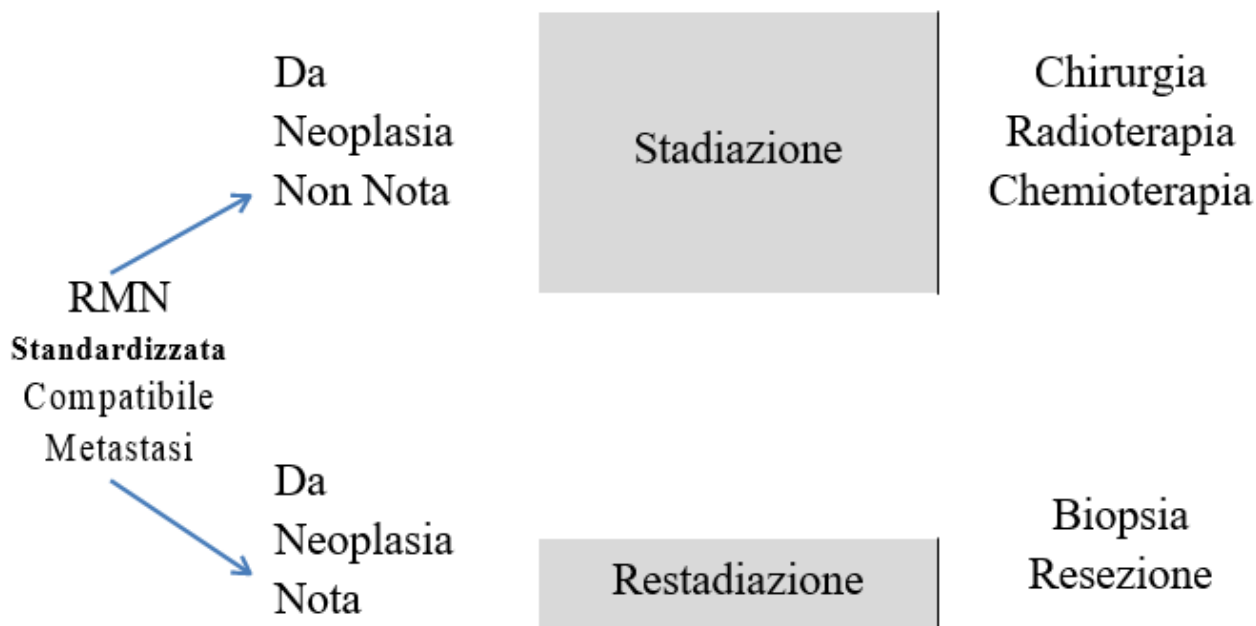 RMN
Standardizzata
Compatibile
Metastasi
Da
Neoplasia
Non Nota
Stadiazione
Chirurgia
Radioterapia
Chemioterapia
Da
Neoplasia
Nota
Restadiazione
Biopsia
Resezione